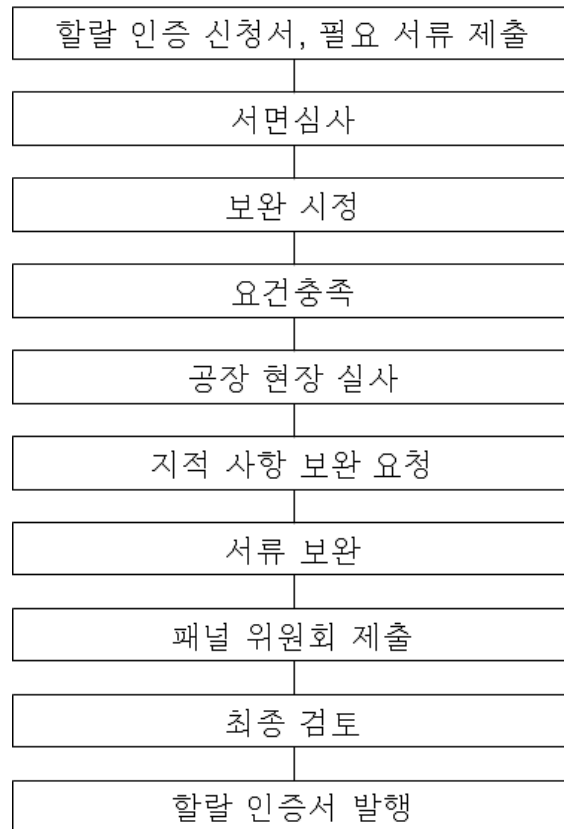 할랄 인증 신청서, 필요 서류 제출
서면심사
보완 시정
요건충족
공장 현장 실사
지적 사항 보완 요청
서류 보완
패널 위원회 제출
최종 검토
할랄 인증서 발행